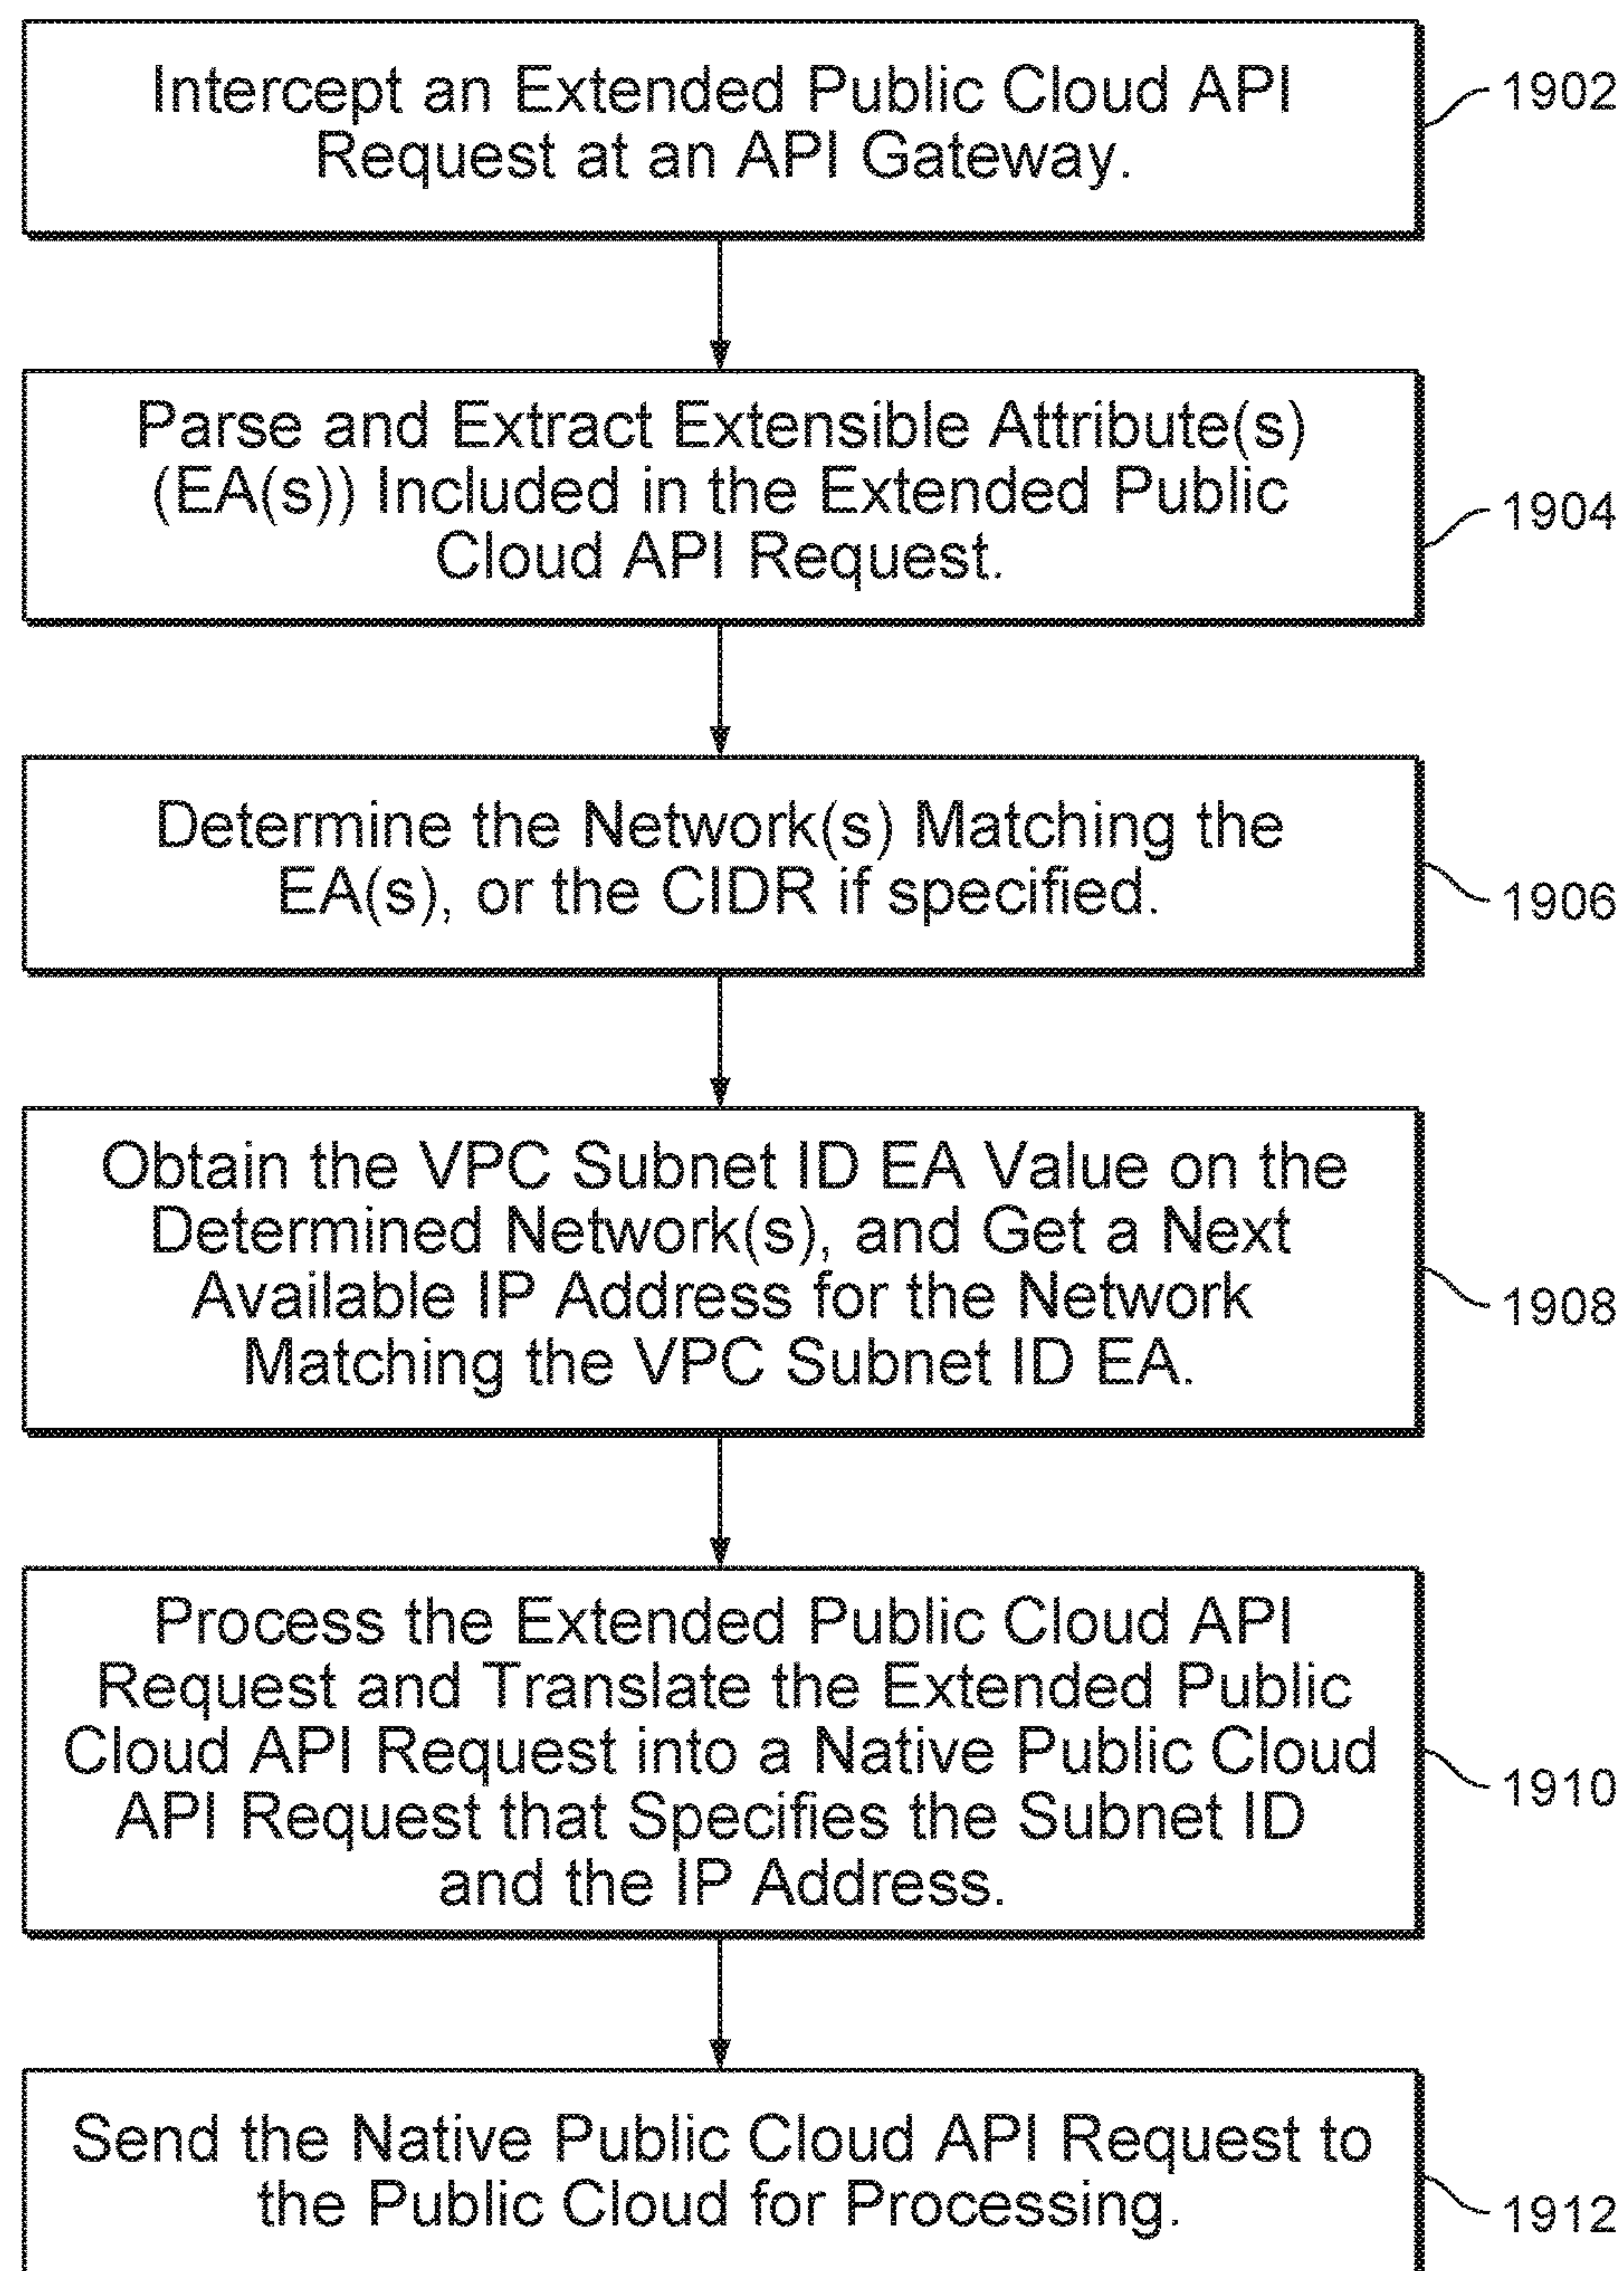 Intercept an Extended Public Cloud API
Request at an API Gateway.
1902
Parse and Extract Extensible Attribute(s)
(EA(s)) Included in the Extended Public
Cloud API Request.
1904
Determine the Network(s) Matching the
EA(s), or the CIDR if specified.
1906
Obtain the VPC Subnet ID EA Value on the
Determined Network(s), and Get a Next
Available IP Address for the Network
Matching the VPC Subnet ID EA.
1908
Process the Extended Public Cloud API
Request and Translate the Extended Public
Cloud API Request into a Native Public Cloud
API Request that Specifies the Subnet ID
and the IP Address.
1910
Send the Native Public Cloud API Request to
the Public Cloud for Processing.
1912